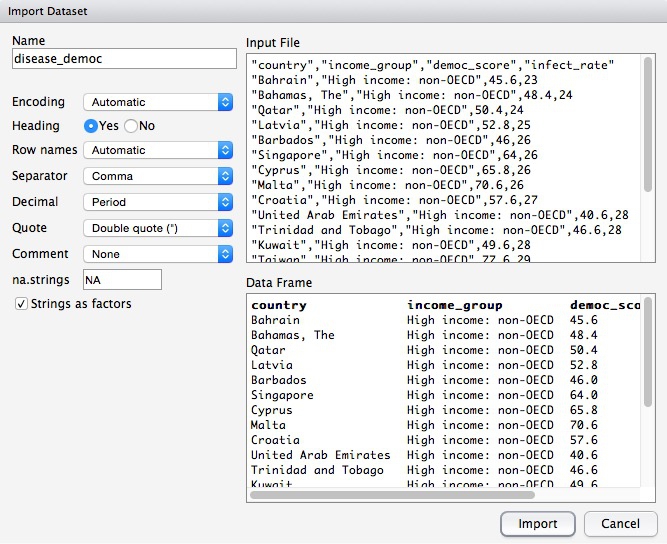 Import Dataset
Name
disease_democ
Encoding Automatic
Heading Yes No
Row names Automatic
Separator Comma
Decimal Period
Quote Double quote (")
Comment None
na.strings NA
Strings as factors
Input File
"country","income_group","democ_score","infect_rate"
"Bahrain","High income: non-OECD",45.6,23
"Bahamas, The","High income: non-OECD",48.4,24
"Qatar","High income: non-OECD",50.4,24
"Latvia","High income: non-OECD",52.8,25
"Barbados","High income: non-OECD",46,26
"Singapore","High income: non-OECD",64,26
"Cyprus","High income: non-OECD",65.8,26
"Malta","High income: non-OECD",70.6,26
"Croatia","High income: non-OECD",57.6,27
"United Arab Emirates","High income: non-OECD",40.6,28
"Trinidad and Tobago","High income: non-OECD",46.6,28
"Kuwait","High income: non-OECD",49.6,28
"Taiwan","High income: non-OECD",77.6,29
Data Frame
country income_group democ_sco
Bahrain High income: non-OECD 45.6
Bahamas, The High income: non-OECD 48.4
Qatar High income: non-OECD 50.4
Latvia High income: non-OECD 52.8
Barbados High income: non-OECD 46.0
Singapore High income: non-OECD 64.0
Cyprus High income: non-OECD 65.8
Malta High income: non-OECD 70.6
Croatia High income: non-OECD 57.6
United Arab Emirates High income: non-OECD 40.6
Trinidad and Tobago High income: non-OECD 46.6
Kuwait High income: non-OECD 49.6
Import Cancel